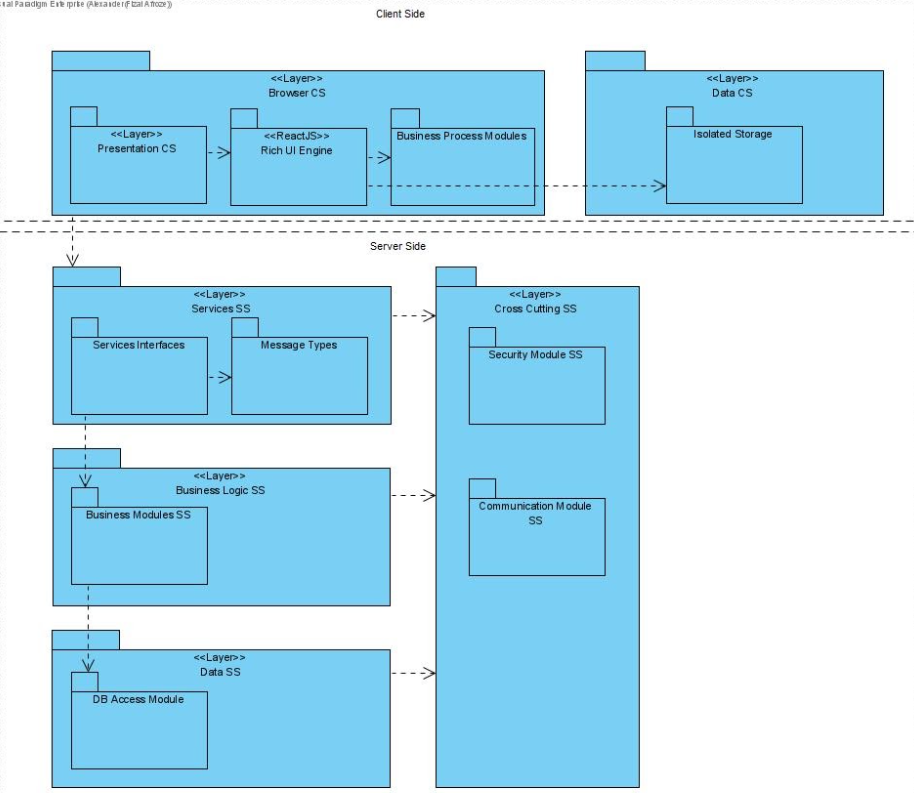 Paradigm Enterprise (Alexander(Fizal Afroze))
Client Side
<<Layer>>
Browser CS
<<Layer>>
Presentation CS
<<ReactJS>>
Rich UI Engine
Business Process Modules
<<Layer>>
Data CS
Isolated Storage
Server Side
<<Layer>>
Services SS
Services Interfaces
Message Types
<<Layer>>
Cross Cutting SS
Security Module SS
Communication Module
SS
<<Layer>>
Business Logic SS
Business Modules SS
<<Layer>>
Data SS
DB Access Module